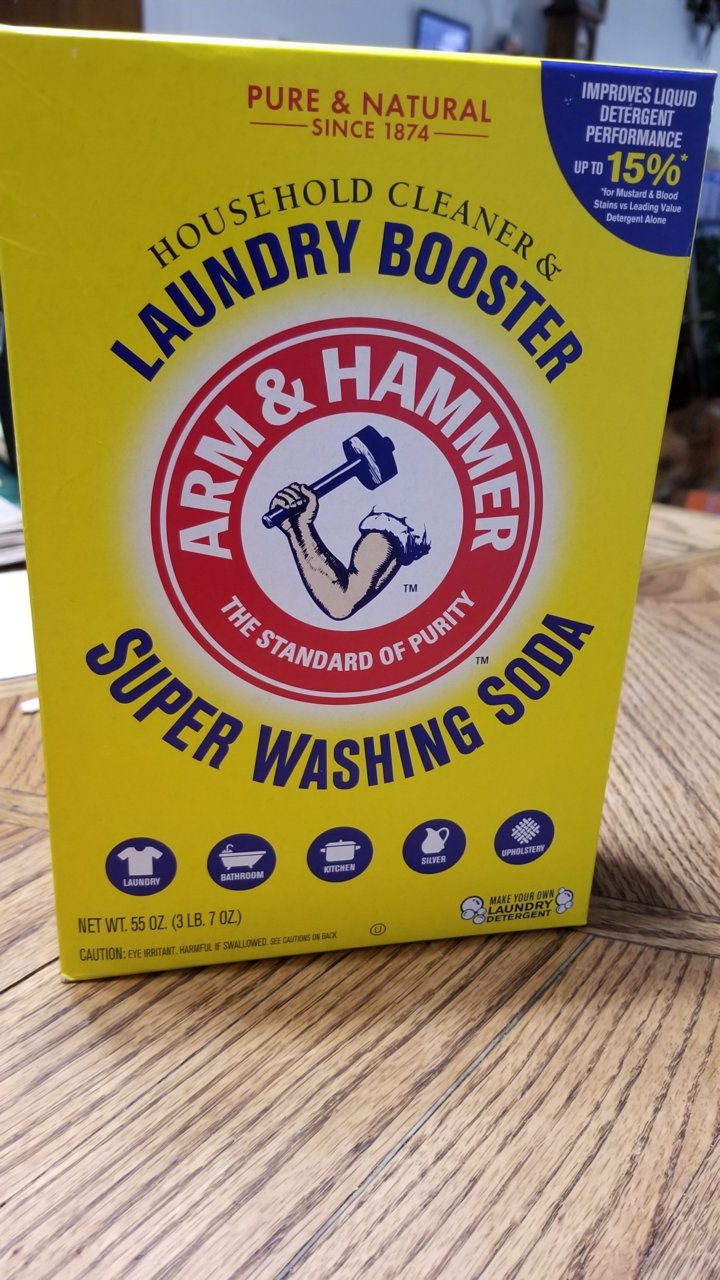 PURE & NATURAL
SINCE 1874
IMPROVES LIQUID
DETERGENT
PERFORMANCE
UP TO 15%*
*for Mustard & Blood
Stains vs Leading Value
Detergent Alone
HOUSEHOLD CLEANER &
LAUNDRY BOOSTER
ARM & HAMMER
TM
THE STANDARD OF PURITY
TM
SUPER WASHING SODA
LAUNDRY
BATHROOM
KITCHEN
SILVER
UPHOLSTERY
NET WT. 55 OZ. (3 LB. 7 OZ.)
CAUTION: EYE IRRITANT. HARMFUL IF SWALLOWED. SEE CAUTIONS ON BACK.
U
MAKE YOUR OWN
LAUNDRY
DETERGENT